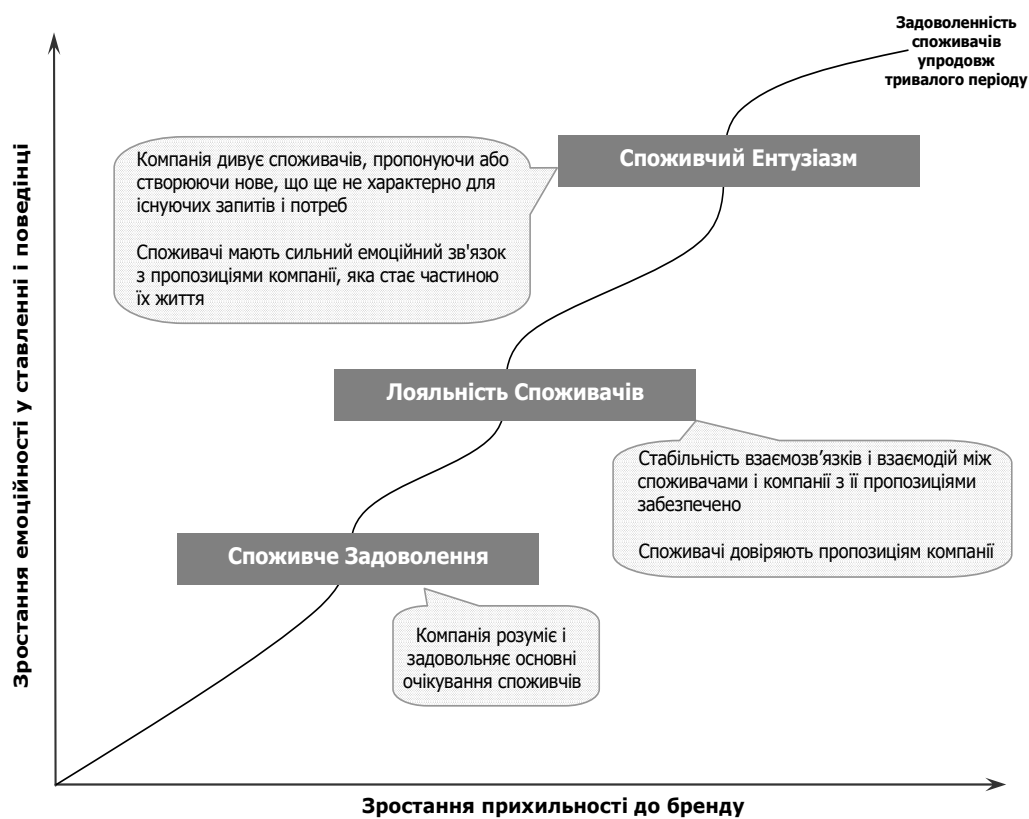 Задоволенність
споживачів
упродовж
тривалого періоду
Споживчий Ентузіазм
Компанія дивує споживачів, пропонуючи або
створюючи нове, що ще не характерно для
існуючих запитів і потреб
Споживачі мають сильний емоційний зв'язок
з пропозиціями компанії, яка стає частиною
їх життя
Лояльність Споживачів
Стабільність взаємозв’язків і взаємодій між
споживачами і компанії з її пропозиціями
забезпечено
Споживачі довіряють пропозиціям компанії
Споживче Задоволення
Компанія розуміє і
задовольняє основні
очікування споживчів
Зростання емоційності у ставленні і поведінці
Зростання прихильності до бренду